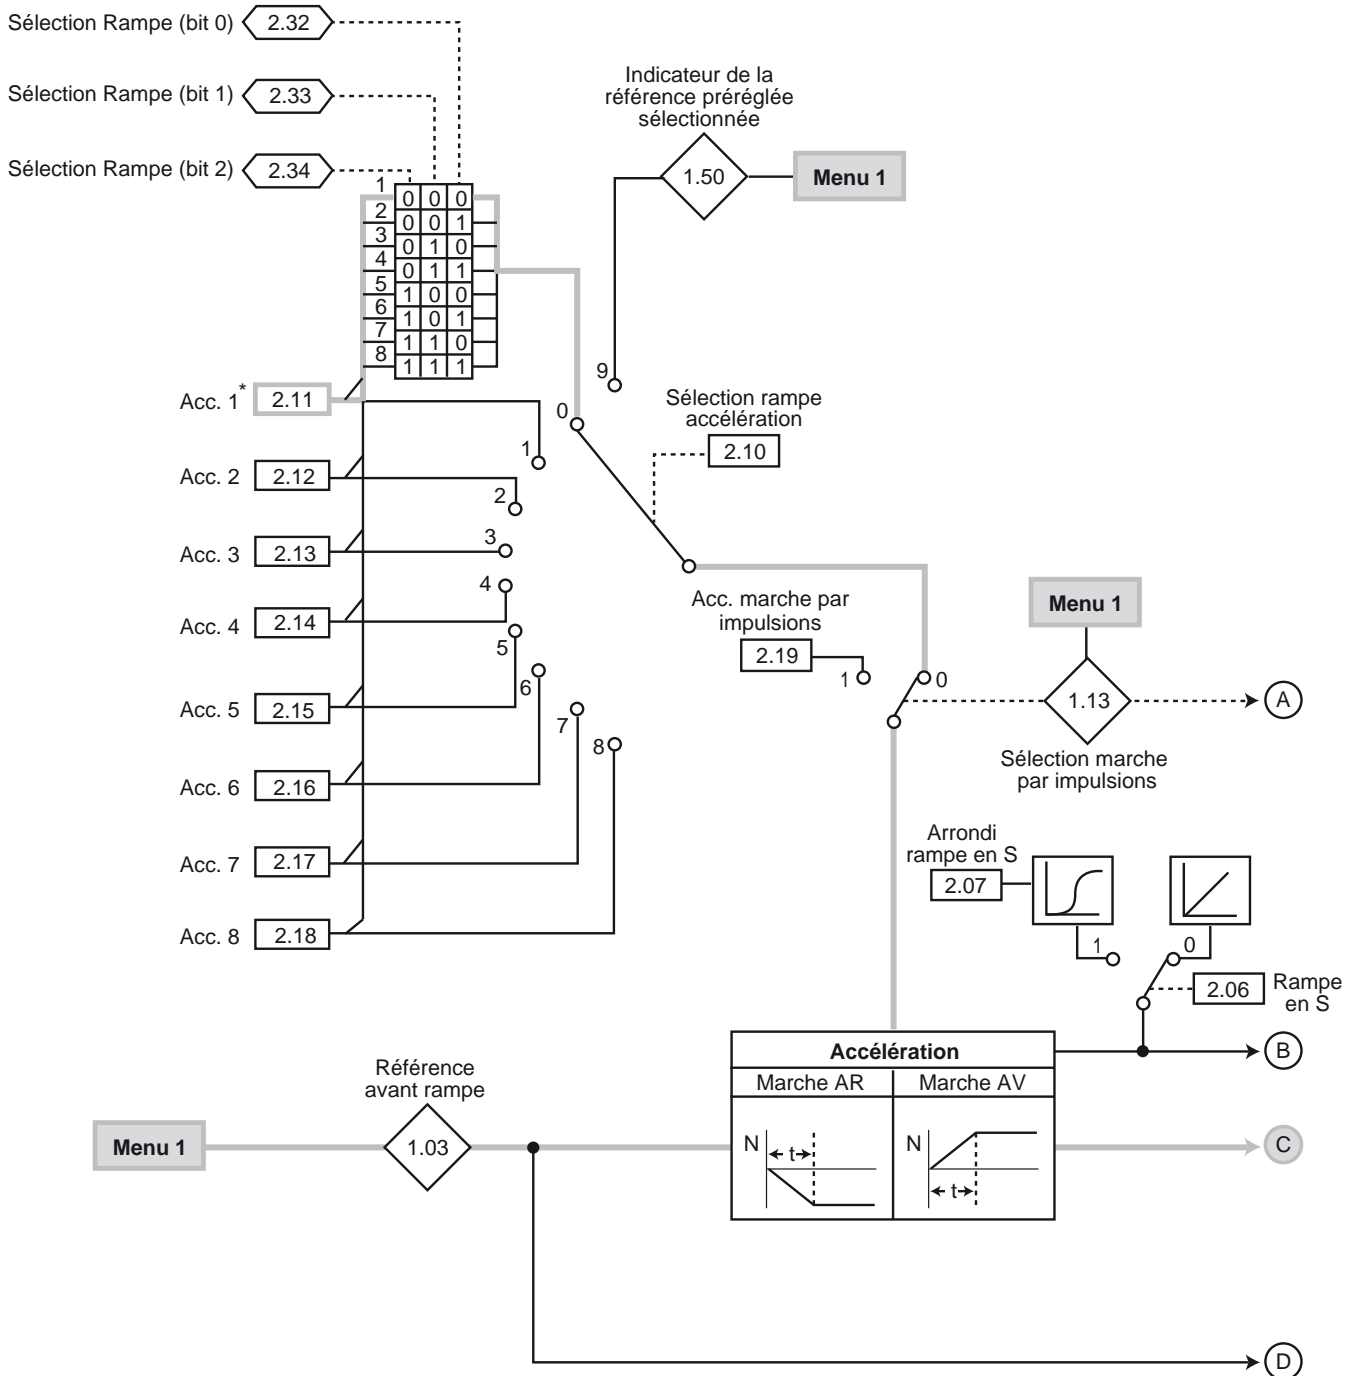 Sélection Rampe (bit 0) 2.32
Sélection Rampe (bit 1) 2.33
Sélection Rampe (bit 2) 2.34
1 0 0 0
2 0 0 1
3 0 1 0
4 0 1 1
5 1 0 0
6 1 0 1
7 1 1 0
8 1 1 1
Indicateur de la
référence préréglée
sélectionnée
1.50
Menu 1
9
0
1
2
3
4
5
6
7
8
Sélection rampe
accélération
2.10
Acc. 1* 2.11
Acc. 2 2.12
Acc. 3 2.13
Acc. 4 2.14
Acc. 5 2.15
Acc. 6 2.16
Acc. 7 2.17
Acc. 8 2.18
Acc. marche par
impulsions
2.19
1
0
Menu 1
1.13
A
Sélection marche
par impulsions
Arrondi
rampe en S
2.07
1
0
2.06
Rampe
en S
B
Accélération
Marche AR
Marche AV
N
t
N
t
Référence
avant rampe
Menu 1
1.03
C
D